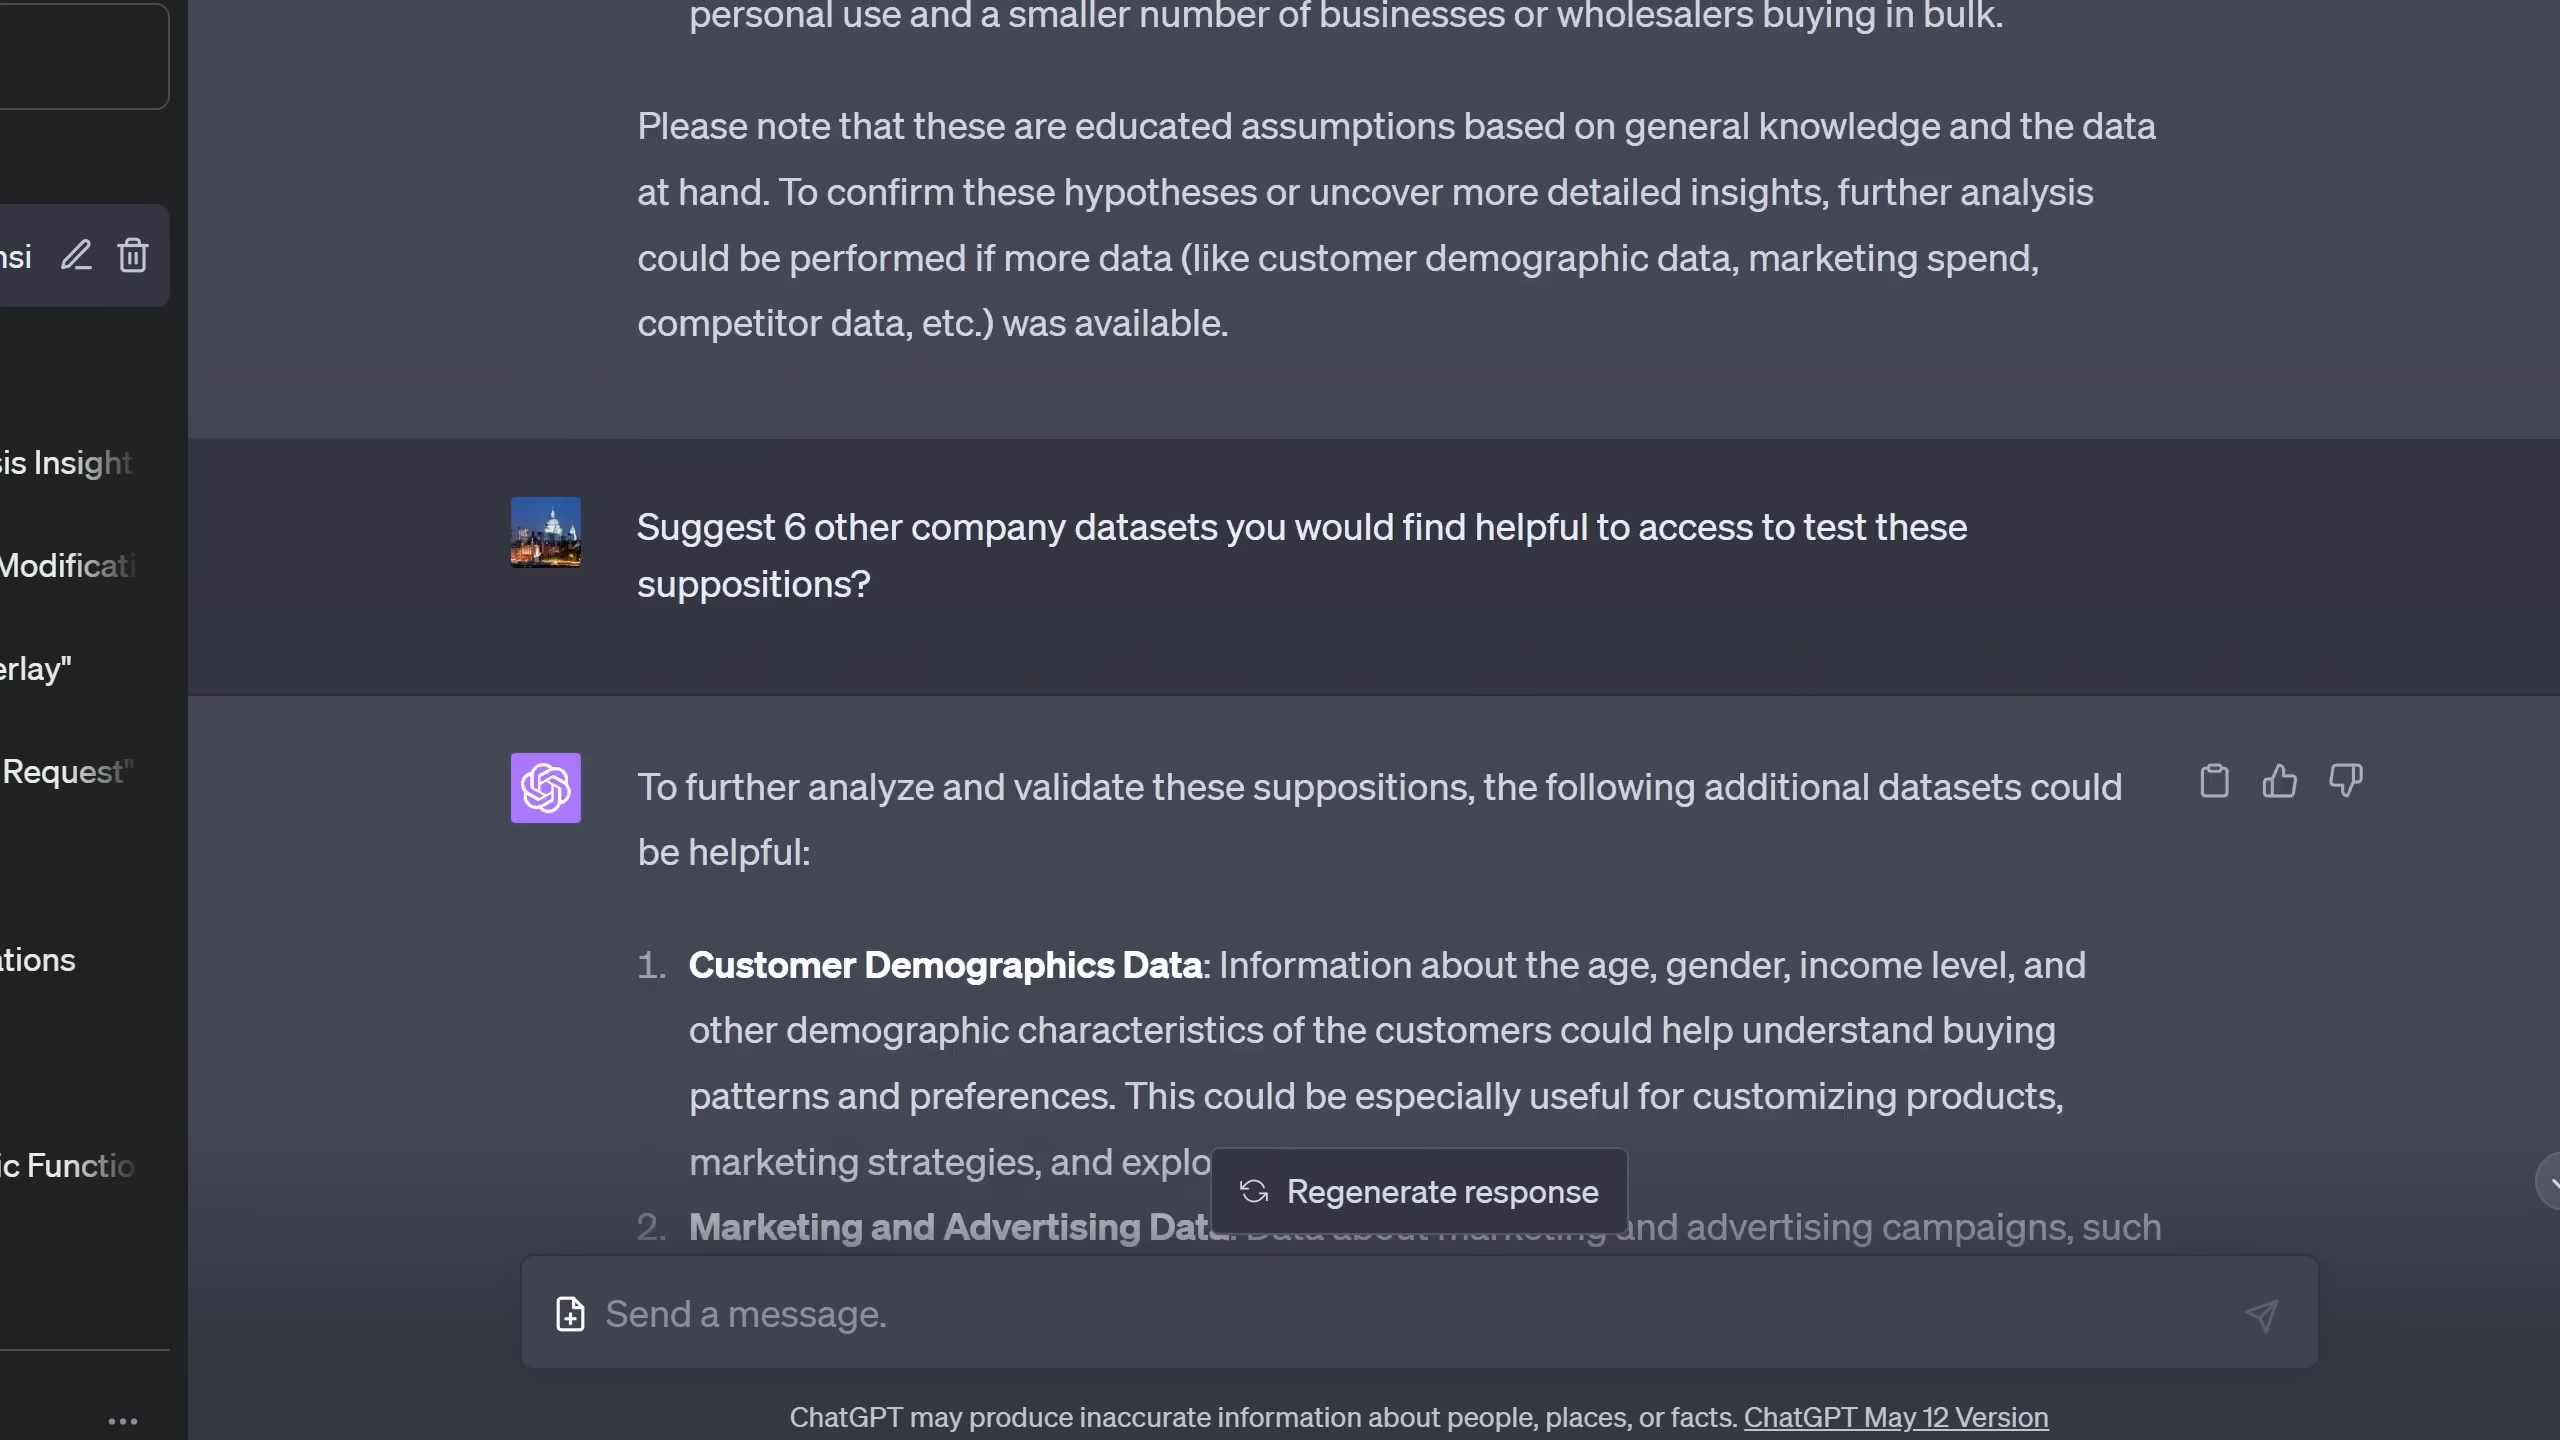 personal use and a smaller number of businesses or wholesalers buying in bulk.
Please note that these are educated assumptions based on general knowledge and the data
at hand. To confirm these hypotheses or uncover more detailed insights, further analysis
could be performed if more data (like customer demographic data, marketing spend,
competitor data, etc.) was available.
nsi
sis Insight
Modificati
erlay"
Request"
ations
ic Functio
Suggest 6 other company datasets you would find helpful to access to test these
suppositions?
To further analyze and validate these suppositions, the following additional datasets could
be helpful:
1. Customer Demographics Data: Information about the age, gender, income level, and
other demographic characteristics of the customers could help understand buying
patterns and preferences. This could be especially useful for customizing products,
marketing strategies, and explo
Regenerate response
2. Marketing and Advertising Data: Data about marketing and advertising campaigns, such
Send a message.
ChatGPT may produce inaccurate information about people, places, or facts. ChatGPT May 12 Version